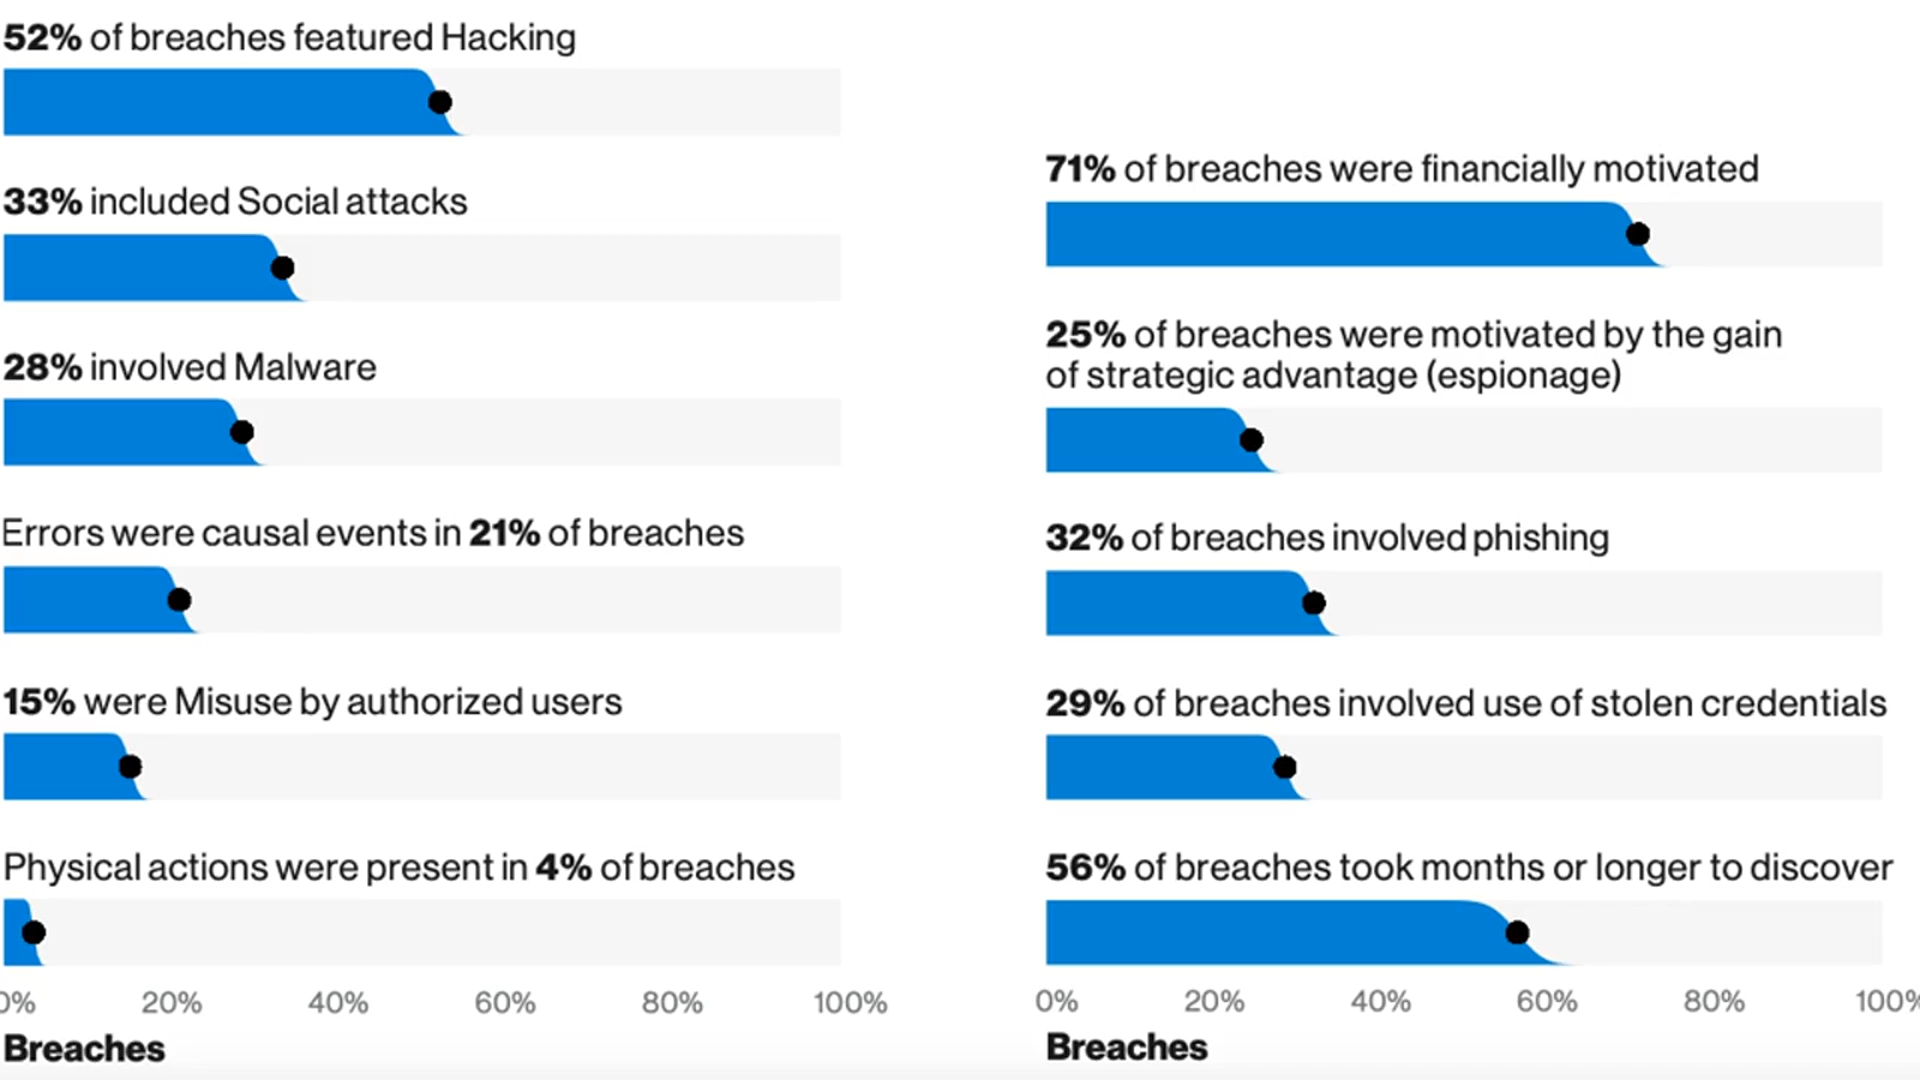 52% of breaches featured Hacking
33% included Social attacks
28% involved Malware
Errors were causal events in 21% of breaches
15% were Misuse by authorized users
Physical actions were present in 4% of breaches
0% 20% 40% 60% 80% 100%
Breaches
71% of breaches were financially motivated
25% of breaches were motivated by the gain
of strategic advantage (espionage)
32% of breaches involved phishing
29% of breaches involved use of stolen credentials
56% of breaches took months or longer to discover
0% 20% 40% 60% 80% 100%
Breaches